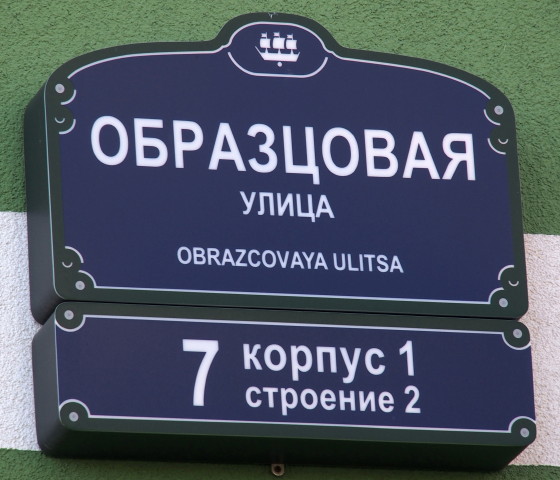 ОБРАЗЦОВАЯ
УЛИЦА
OBRAZCOVAYA ULITSA
7 корпус 1
строение 2